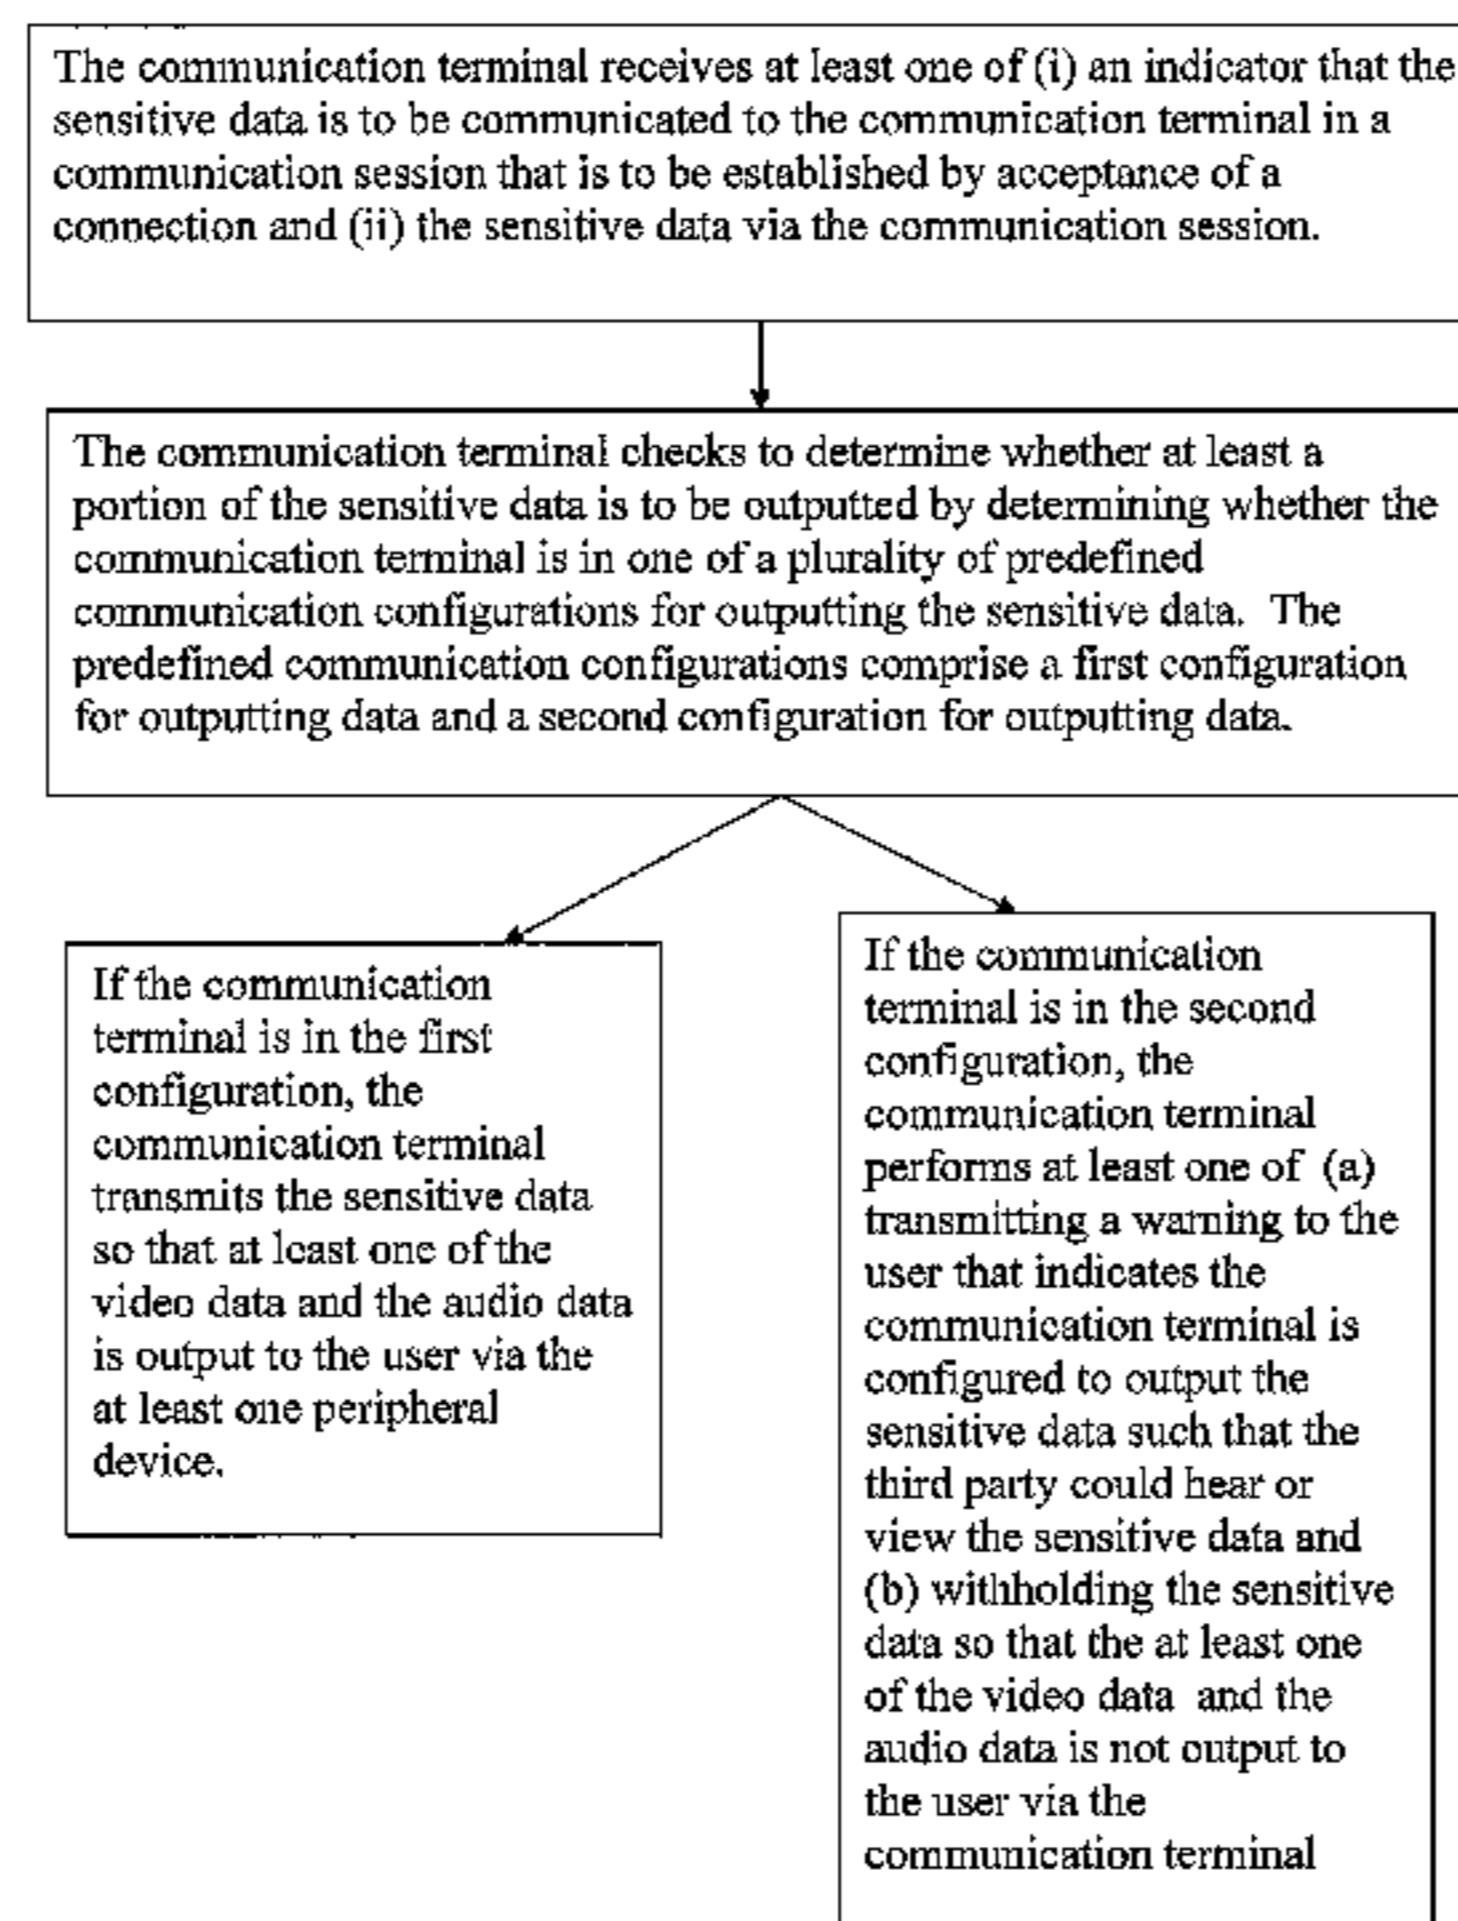 The communication terminal receives at least one of (i) an indicator that the
sensitive data is to be communicated to the communication terminal in a
communication session that is to be established by acceptance of a
connection and (ii) the sensitive data via the communication session.
The communication terminal checks to determine whether at least a
portion of the sensitive data is to be outputted by determining whether the
communication terminal is in one of a plurality of predefined
communication configurations for outputting the sensitive data. The
predefined communication configurations comprise a first configuration
for outputting data and a second configuration for outputting data.
If the communication
terminal is in the first
configuration, the
communication terminal
transmits the sensitive data
so that at least one of the
video data and the audio data
is output to the user via the
at least one peripheral
device.
If the communication
terminal is in the second
configuration, the
communication terminal
performs at least one of (a)
transmitting a warning to the
user that indicates the
communication terminal is
configured to output the
sensitive data such that the
third party could hear or
view the sensitive data and
(b) withholding the sensitive
data so that the at least one
of the video data and the
audio data is not output to
the user via the
communication terminal